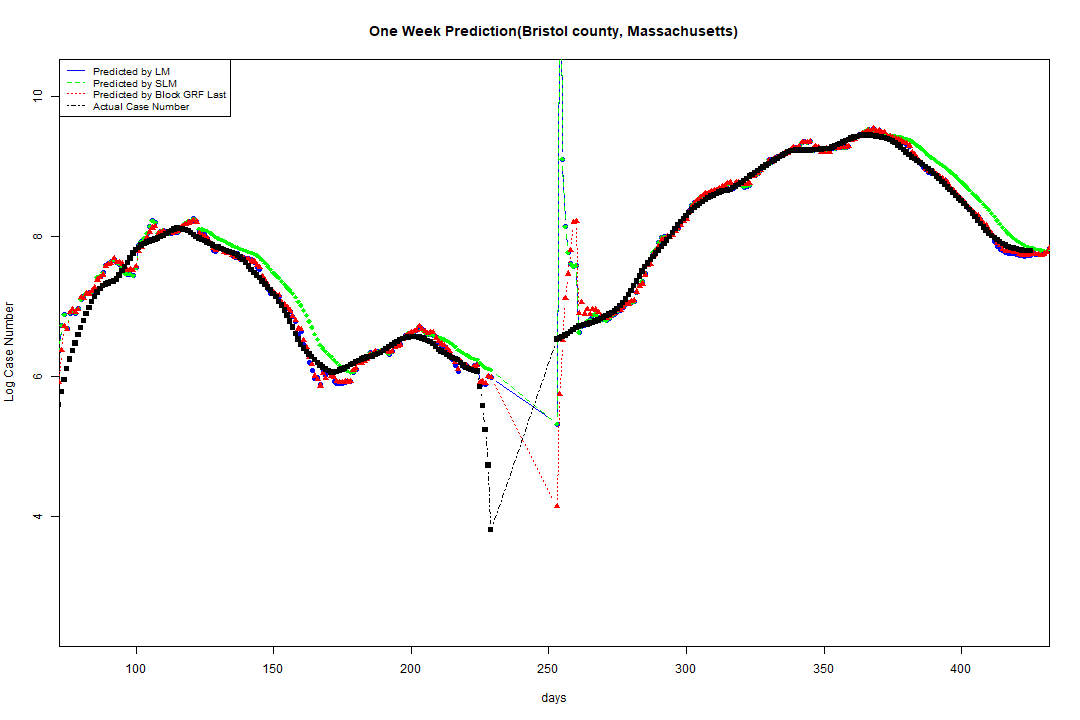 One Week Prediction(Bristol county, Massachusetts)
Predicted by LM
Predicted by SLM
Predicted by Block GRF Last
Actual Case Number
10
8
6
4
Log Case Number
100 150 200 250 300 350 400
days